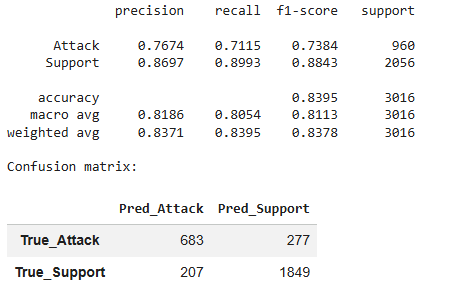 precision recall f1-score support
Attack 0.7674 0.7115 0.7384 960
Support 0.8697 0.8993 0.8843 2056
accuracy 0.8395 3016
macro avg 0.8186 0.8054 0.8113 3016
weighted avg 0.8371 0.8395 0.8378 3016
Confusion matrix:
Pred_Attack Pred_Support
True_Attack 683 277
True_Support 207 1849